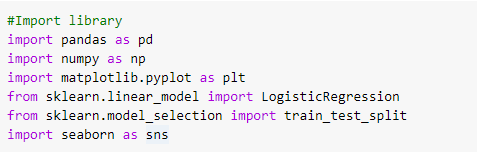 #Import library
import pandas as pd
import numpy as np
import matplotlib.pyplot as plt
from sklearn.linear_model import LogisticRegression
from sklearn.model_selection import train_test_split
import seaborn as sns